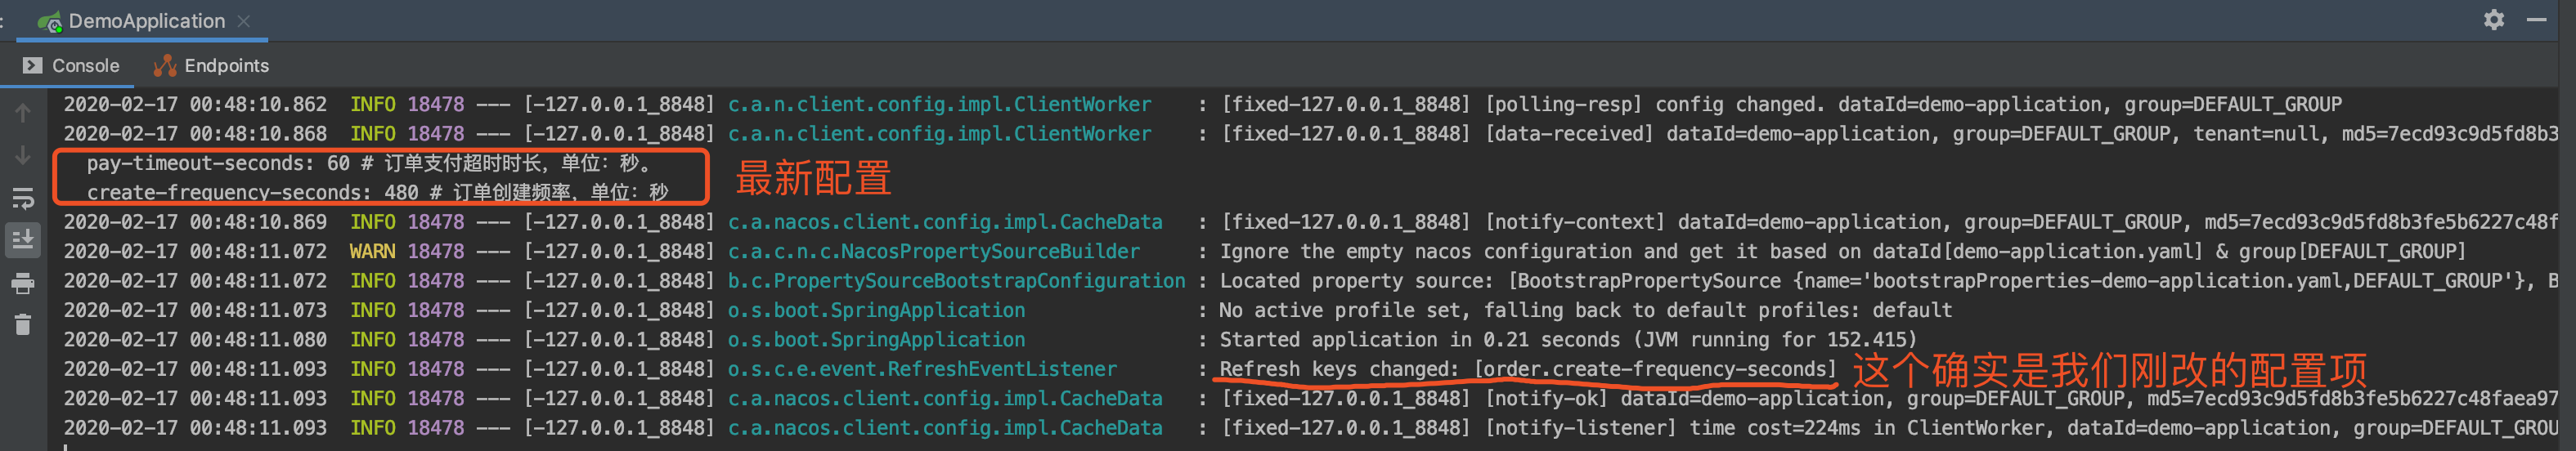 DemoApplication
Console
Endpoints
2020-02-17 00:48:10.862 INFO 18478 --- [-127.0.0.1_8848] c.a.n.client.config.impl.ClientWorker : [fixed-127.0.0.1_8848] [polling-resp] config changed. dataId=demo-application, group=DEFAULT_GROUP
2020-02-17 00:48:10.868 INFO 18478 --- [-127.0.0.1_8848] c.a.n.client.config.impl.ClientWorker : [fixed-127.0.0.1_8848] [data-received] dataId=demo-application, group=DEFAULT_GROUP, tenant=null, md5=7ecd93c9d5fd8b3
pay-timeout-seconds: 60 # 订单支付超时时长，单位：秒。
create-frequency-seconds: 480 # 订单创建频率，单位：秒
最新配置
2020-02-17 00:48:10.869 INFO 18478 --- [-127.0.0.1_8848] c.a.nacos.client.config.impl.CacheData : [fixed-127.0.0.1_8848] [notify-context] dataId=demo-application, group=DEFAULT_GROUP, md5=7ecd93c9d5fd8b3fe5b6227c48f
2020-02-17 00:48:11.072 WARN 18478 --- [-127.0.0.1_8848] c.a.c.n.c.NacosPropertySourceBuilder : Ignore the empty nacos configuration and get it based on dataId[demo-application.yaml] & group[DEFAULT_GROUP]
2020-02-17 00:48:11.072 INFO 18478 --- [-127.0.0.1_8848] b.c.PropertySourceBootstrapConfiguration : Located property source: [BootstrapPropertySource {name='bootstrapProperties-demo-application.yaml,DEFAULT_GROUP'}, B
2020-02-17 00:48:11.073 INFO 18478 --- [-127.0.0.1_8848] o.s.boot.SpringApplication : No active profile set, falling back to default profiles: default
2020-02-17 00:48:11.080 INFO 18478 --- [-127.0.0.1_8848] o.s.boot.SpringApplication : Started application in 0.21 seconds (JVM running for 152.415)
2020-02-17 00:48:11.093 INFO 18478 --- [-127.0.0.1_8848] o.s.c.e.event.RefreshEventListener : Refresh keys changed: [order.create-frequency-seconds] 这个确实是我们刚改的配置项
2020-02-17 00:48:11.093 INFO 18478 --- [-127.0.0.1_8848] c.a.nacos.client.config.impl.CacheData : [fixed-127.0.0.1_8848] [notify-ok] dataId=demo-application, group=DEFAULT_GROUP, md5=7ecd93c9d5fd8b3fe5b6227c48faea97
2020-02-17 00:48:11.093 INFO 18478 --- [-127.0.0.1_8848] c.a.nacos.client.config.impl.CacheData : [fixed-127.0.0.1_8848] [notify-listener] time cost=224ms in ClientWorker, dataId=demo-application, group=DEFAULT_GROU